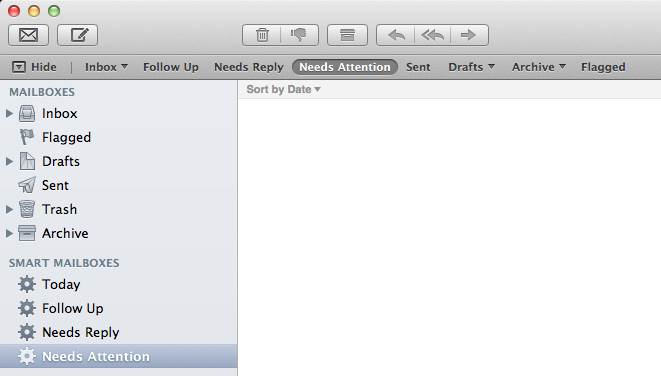 Hide Inbox Follow Up Needs Reply Needs Attention Sent Drafts Archive Flagged
MAILBOXES
Inbox
Flagged
Drafts
Sent
Trash
Archive
SMART MAILBOXES
Today
Follow Up
Needs Reply
Needs Attention
Sort by Date